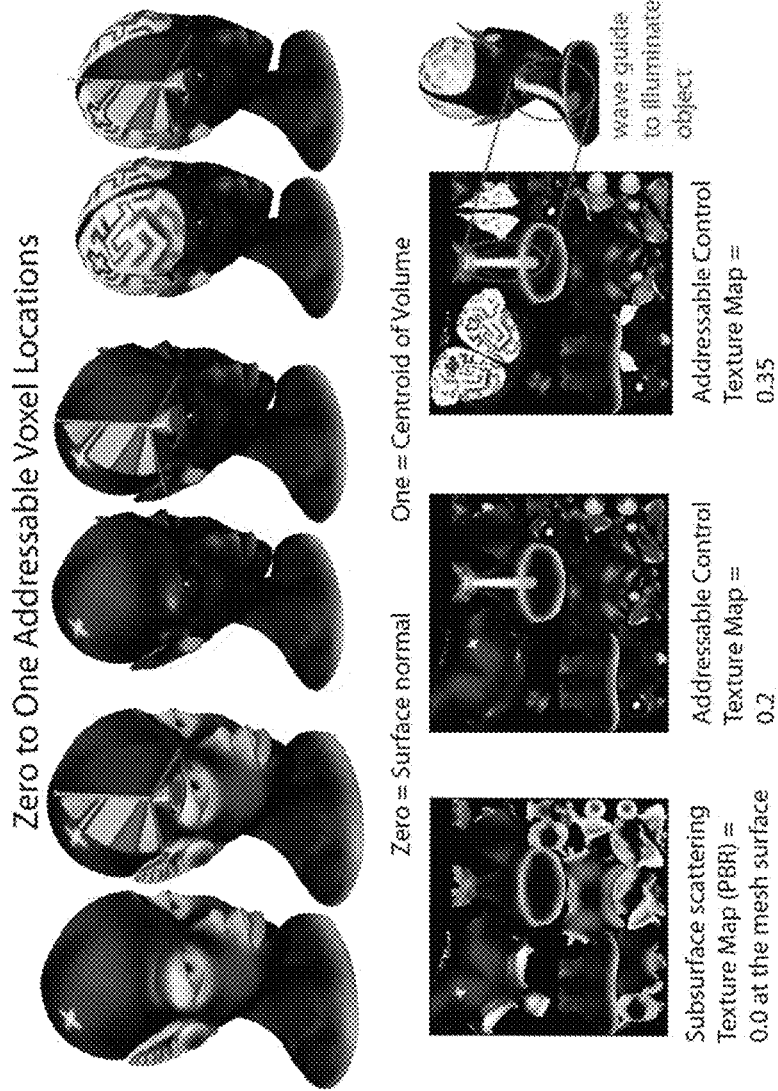 Zero to One Addressable Voxel Locations
Zero = Surface normal
One = Centroid of Volume
Subsurface scattering
Texture Map (PBR) =
0.0 at the mesh surface
Addressable Control
Texture Map =
0.2
Addressable Control
Texture Map =
0.35
wave guide
to illuminate
object